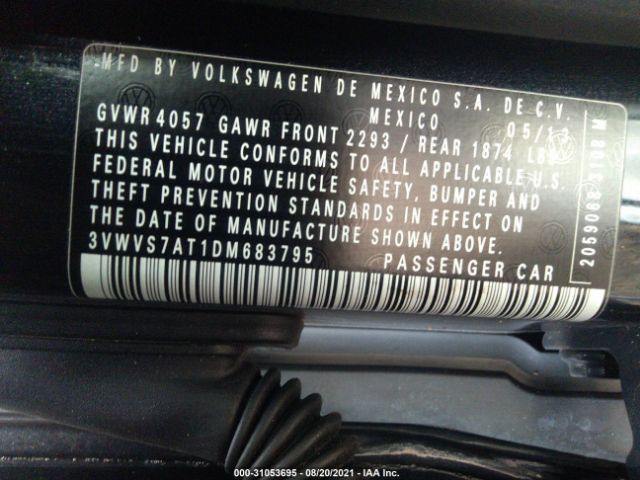 MFD BY VOLKSWAGEN DE MEXICO S.A. DE C.V.
MEXICO
GVWR 4057 GAWR FRONT 2293 / REAR 1874 LBS
THIS VEHICLE CONFORMS TO ALL APPLICABLE U.S.
FEDERAL MOTOR VEHICLE SAFETY, BUMPER AND
THEFT PREVENTION STANDARDS IN EFFECT ON
THE DATE OF MANUFACTURE SHOWN ABOVE.
3VWVS7AT1DM683795 PASSENGER CAR
000-31053695 - 08/20/2021 - IAA Inc.